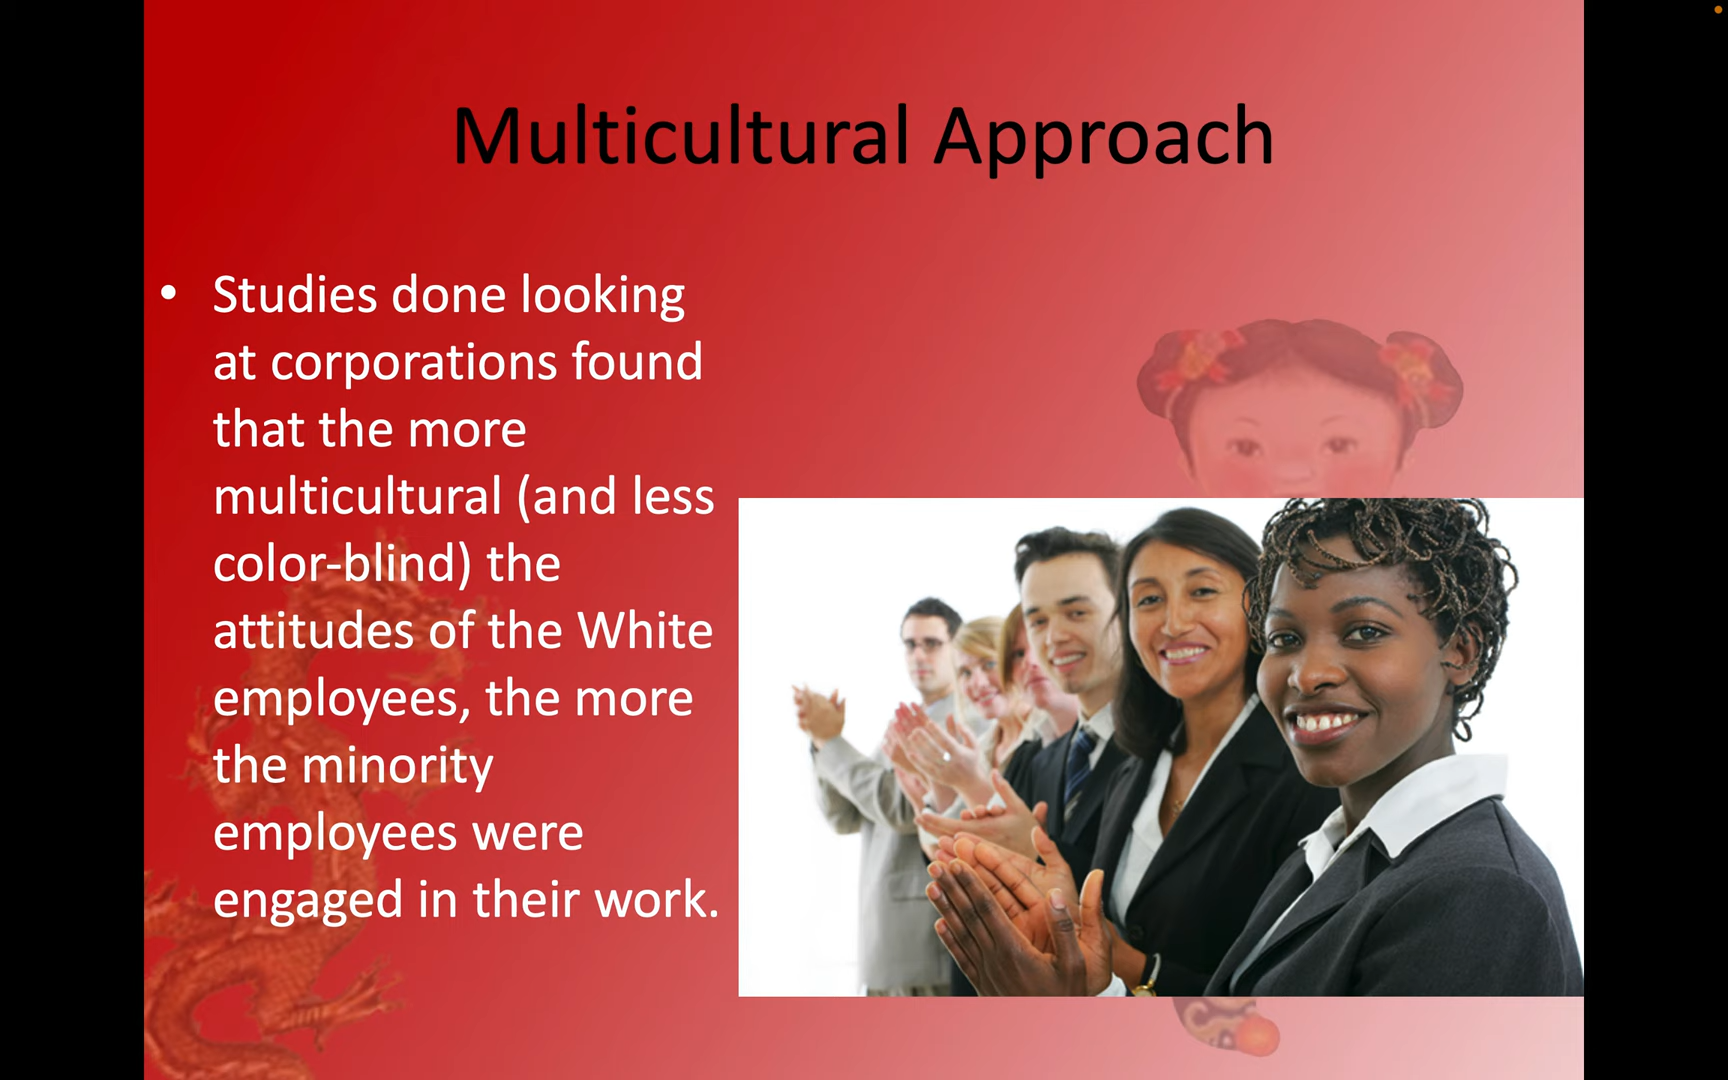 Multicultural Approach
• Studies done looking
at corporations found
that the more
multicultural (and less
color-blind) the
attitudes of the White
employees, the more
the minority
employees were
engaged in their work.